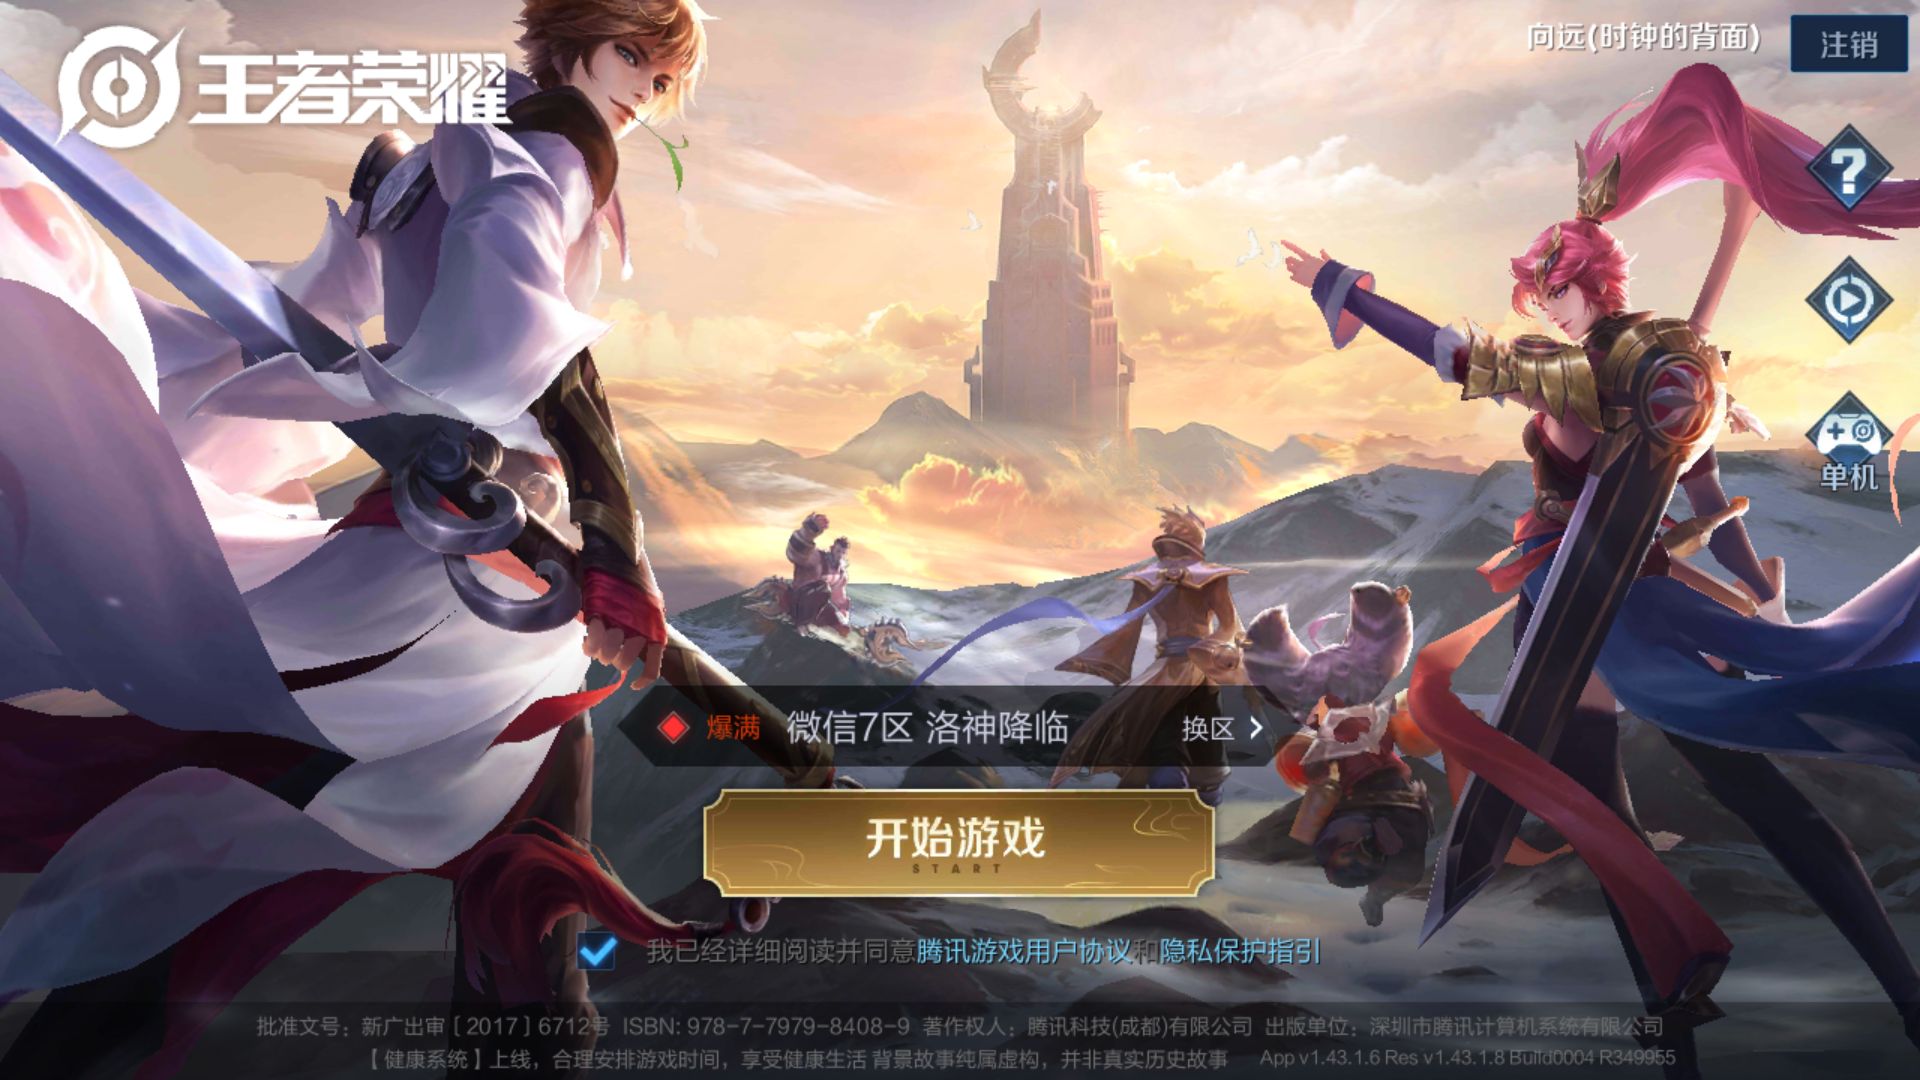 王者荣耀
向远(时钟的背面)
注销
?
单机
爆满 微信7区 洛神降临 换区 >
开始游戏
START
我已经详细阅读并同意腾讯游戏用户协议和隐私保护指引
批准文号：新广出审［2017］6712号 ISBN: 978-7-7979-8408-9 著作权人：腾讯科技(成都)有限公司 出版单位：深圳市腾讯计算机系统有限公司
【健康系统】上线，合理安排游戏时间，享受健康生活 背景故事纯属虚构，并非真实历史故事 App v1.43.1.6 Res v1.43.1.8 Build0004 R349955